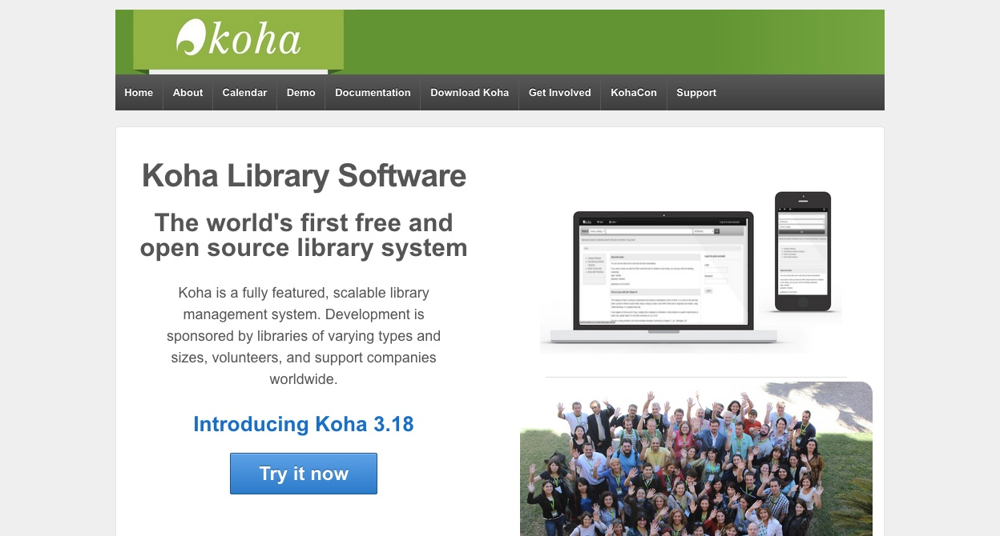 koha
Home About Calendar Demo Documentation Download Koha Get Involved KohaCon Support
Koha Library Software
The world's first free and
open source library system
Koha is a fully featured, scalable library
management system. Development is
sponsored by libraries of varying types and
sizes, volunteers, and support companies
worldwide.
Introducing Koha 3.18
Try it now